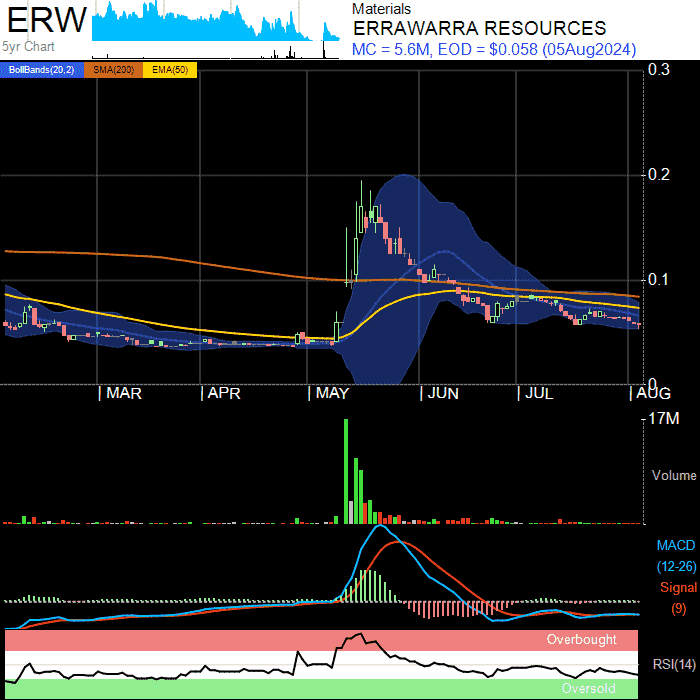 ERW
5yr Chart
Materials
ERRAWARRA RESOURCES
MC = 5.6M, EOD = $0.058 (05Aug2024)
BollBands(20,2) SMA(200) EMA(50)
0.3
0.2
0.1
0
MAR APR MAY JUN JUL AUG
17M
Volume
MACD
(12-26)
Signal
(9)
Overbought
RSI(14)
Oversold